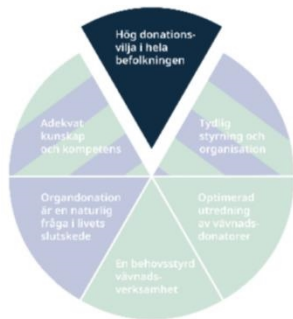 Hög donations-
vilja i hela
befolkningen
Adekvat
kunskap
och kompetens
Tydlig
styrning och
organisation
Organdonation
är en naturlig
fråga i livets
slutskede
Optimerad
utredning
av vävnads-
donatorer
En behovsstyrd
vävnads-
verksamhet